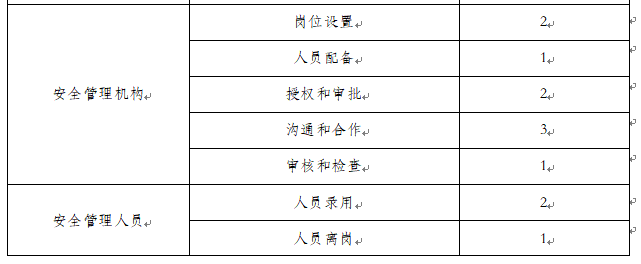 岗位设置 2
人员配备 1
安全管理机构 授权和审批 2
沟通和合作 3
审核和检查 1
人员录用 2
安全管理人员
人员离岗 1